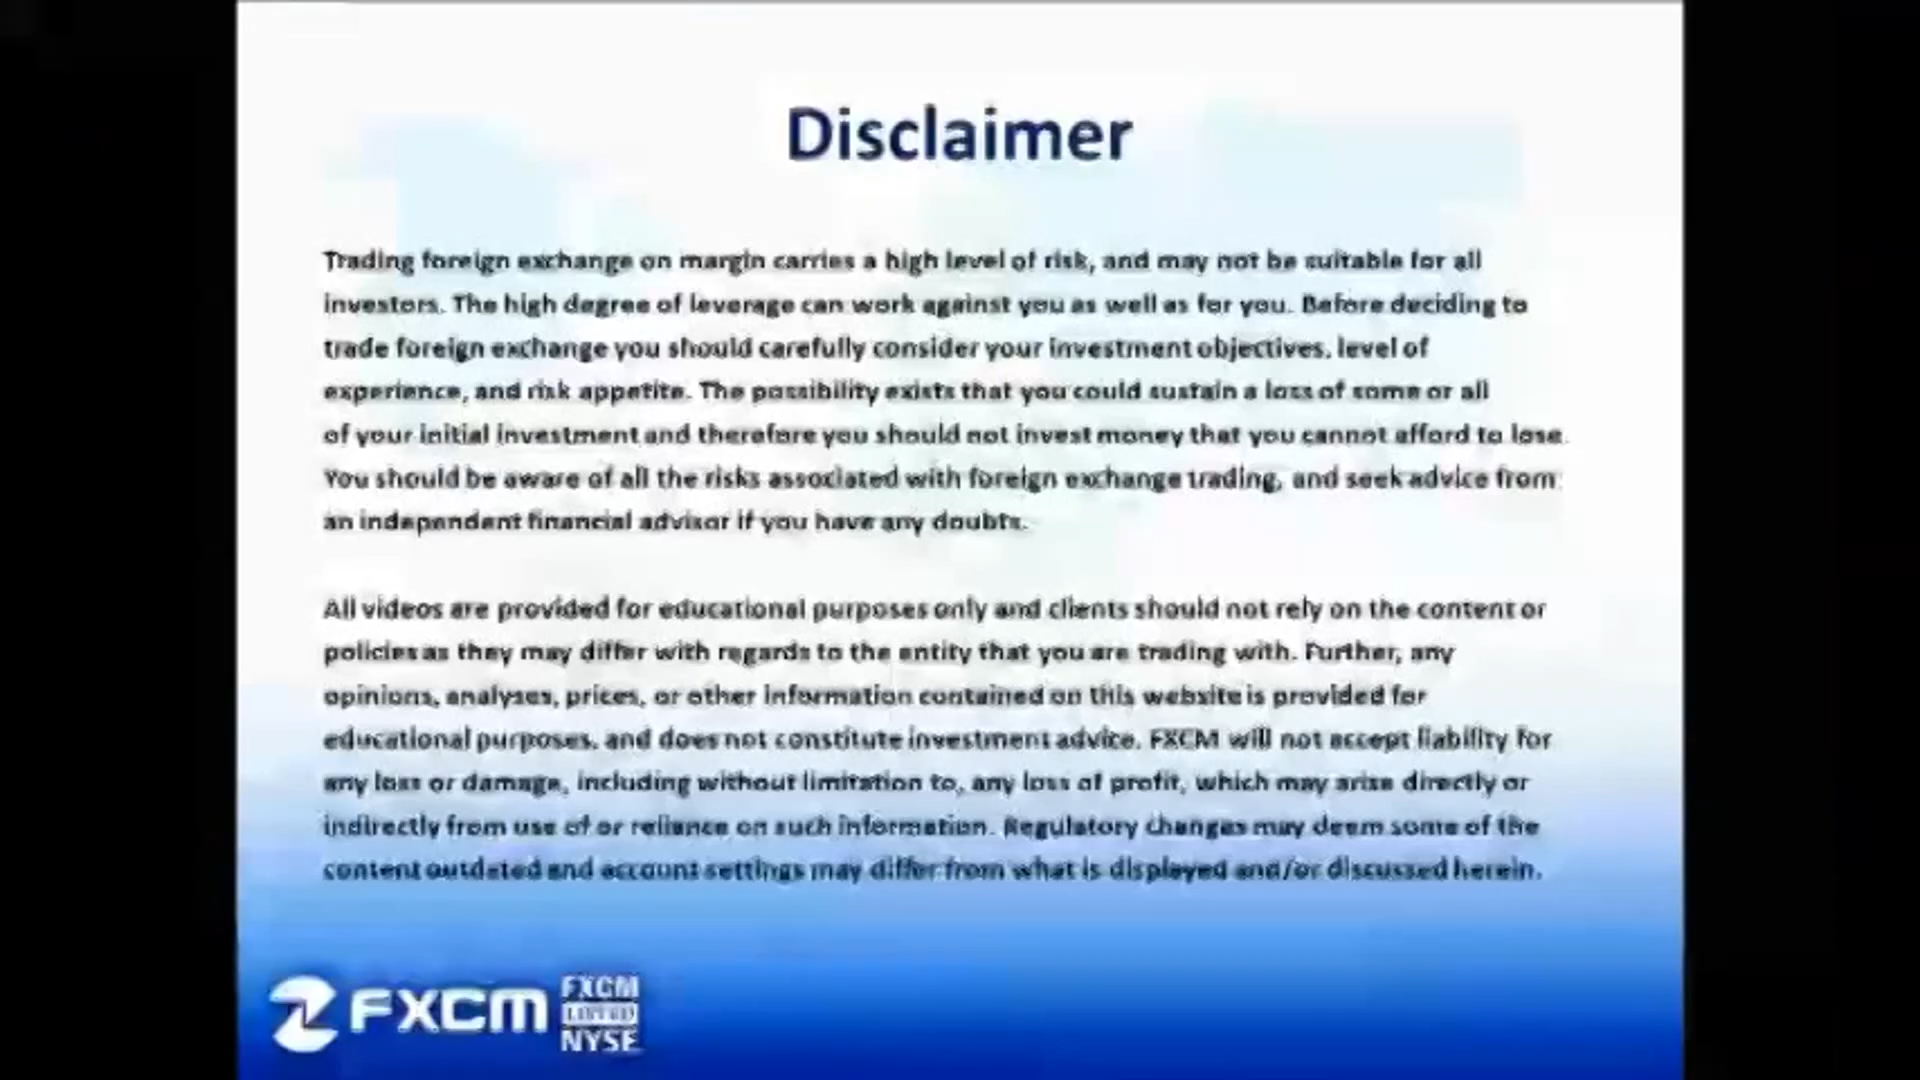 Disclaimer
Trading foreign exchange on margin carries a high level of risk, and may not be suitable for all
investors. The high degree of leverage can work against you as well as for you. Before deciding to
trade foreign exchange you should carefully consider your investment objectives, level of
experience, and risk appetite. The possibility exists that you could sustain a loss of some or all
of your initial investment and therefore you should not invest money that you cannot afford to lose.
You should be aware of all the risks associated with foreign exchange trading, and seek advice from
an independent financial advisor if you have any doubts.
All videos are provided for educational purposes only and clients should not rely on the content or
policies as they may differ with regards to the entity that you are trading with. Further, any
opinions, analyses, prices, or other information contained on this website is provided for
educational purposes, and does not constitute investment advice. FXCM will not accept liability for
any loss or damage, including without limitation to, any loss of profit, which may arise directly or
indirectly from use of or reliance on such information. Regulatory changes may deem some of the
content outdated and account settings may differ from what is displayed and/or discussed herein.
FXCM
FXCM
LISTED
NYSE